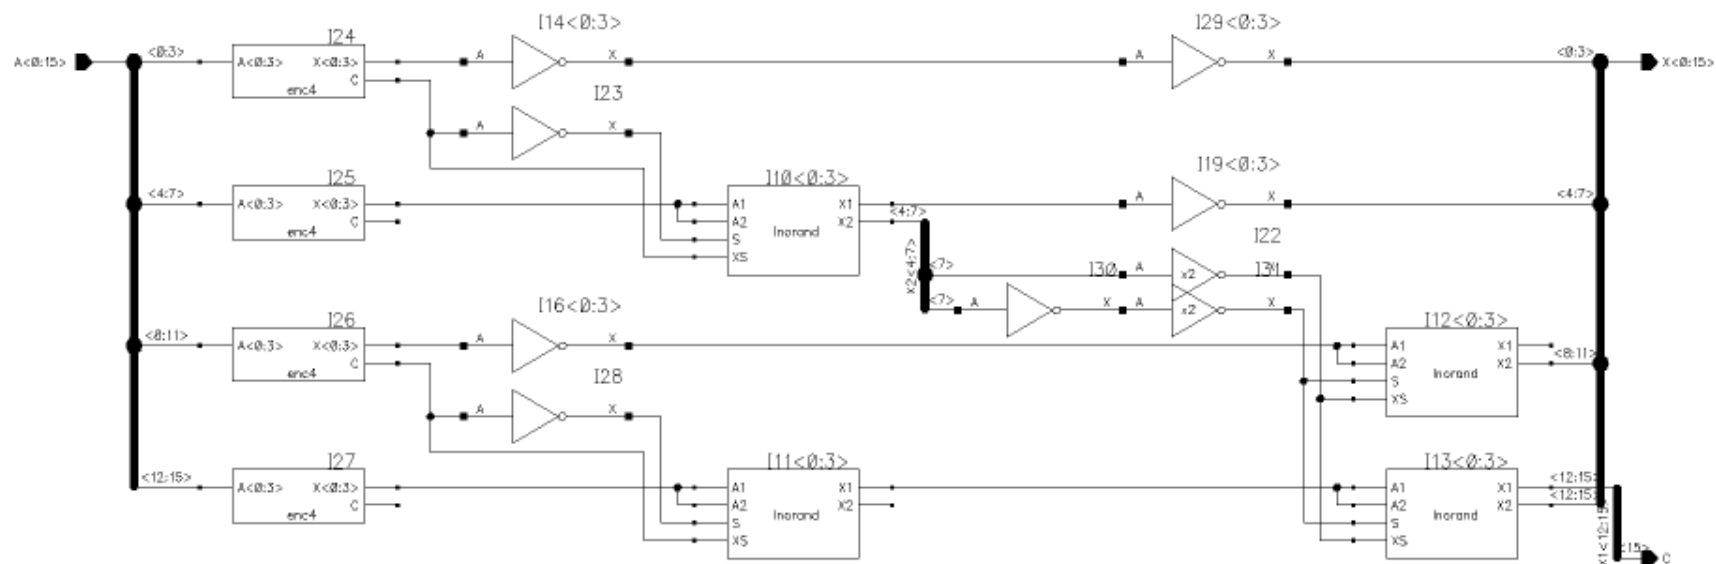 I14<0:3> I29<0:3>
I24
A<0:15> <0:3> A<0:3> X<0:3> A X A X <0:3> X<0:15>
C
enc4
I23
A X
I25 I10<0:3> I19<0:3>
<4:7> A<0:3> X<0:3> A1 X1 A X <4:7>
C A2 X2 <4:7>
enc4 lnorand
S I22
XS x2<4:7> <7> I30 A x2
<7> A X A x2 X
I16<0:3>
I26 I12<0:3>
<8:11> A<0:3> X<0:3> A X A1 X1
C A2 X2 <8:11>
enc4 lnorand
I28 S
A X XS
I27 I11<0:3> I13<0:3>
<12:15> A<0:3> X<0:3> A1 X1 A1 X1 <12:15>
C A2 X2 A2 X2 <12:15>
enc4 lnorand lnorand
S S
XS XS x1<12:15> <15> C